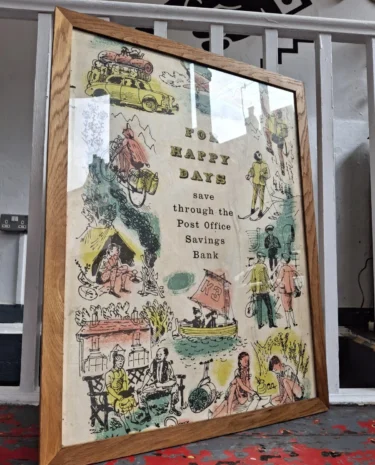 FOR
HAPPY
DAYS
save
through the
Post Office
Savings
Bank